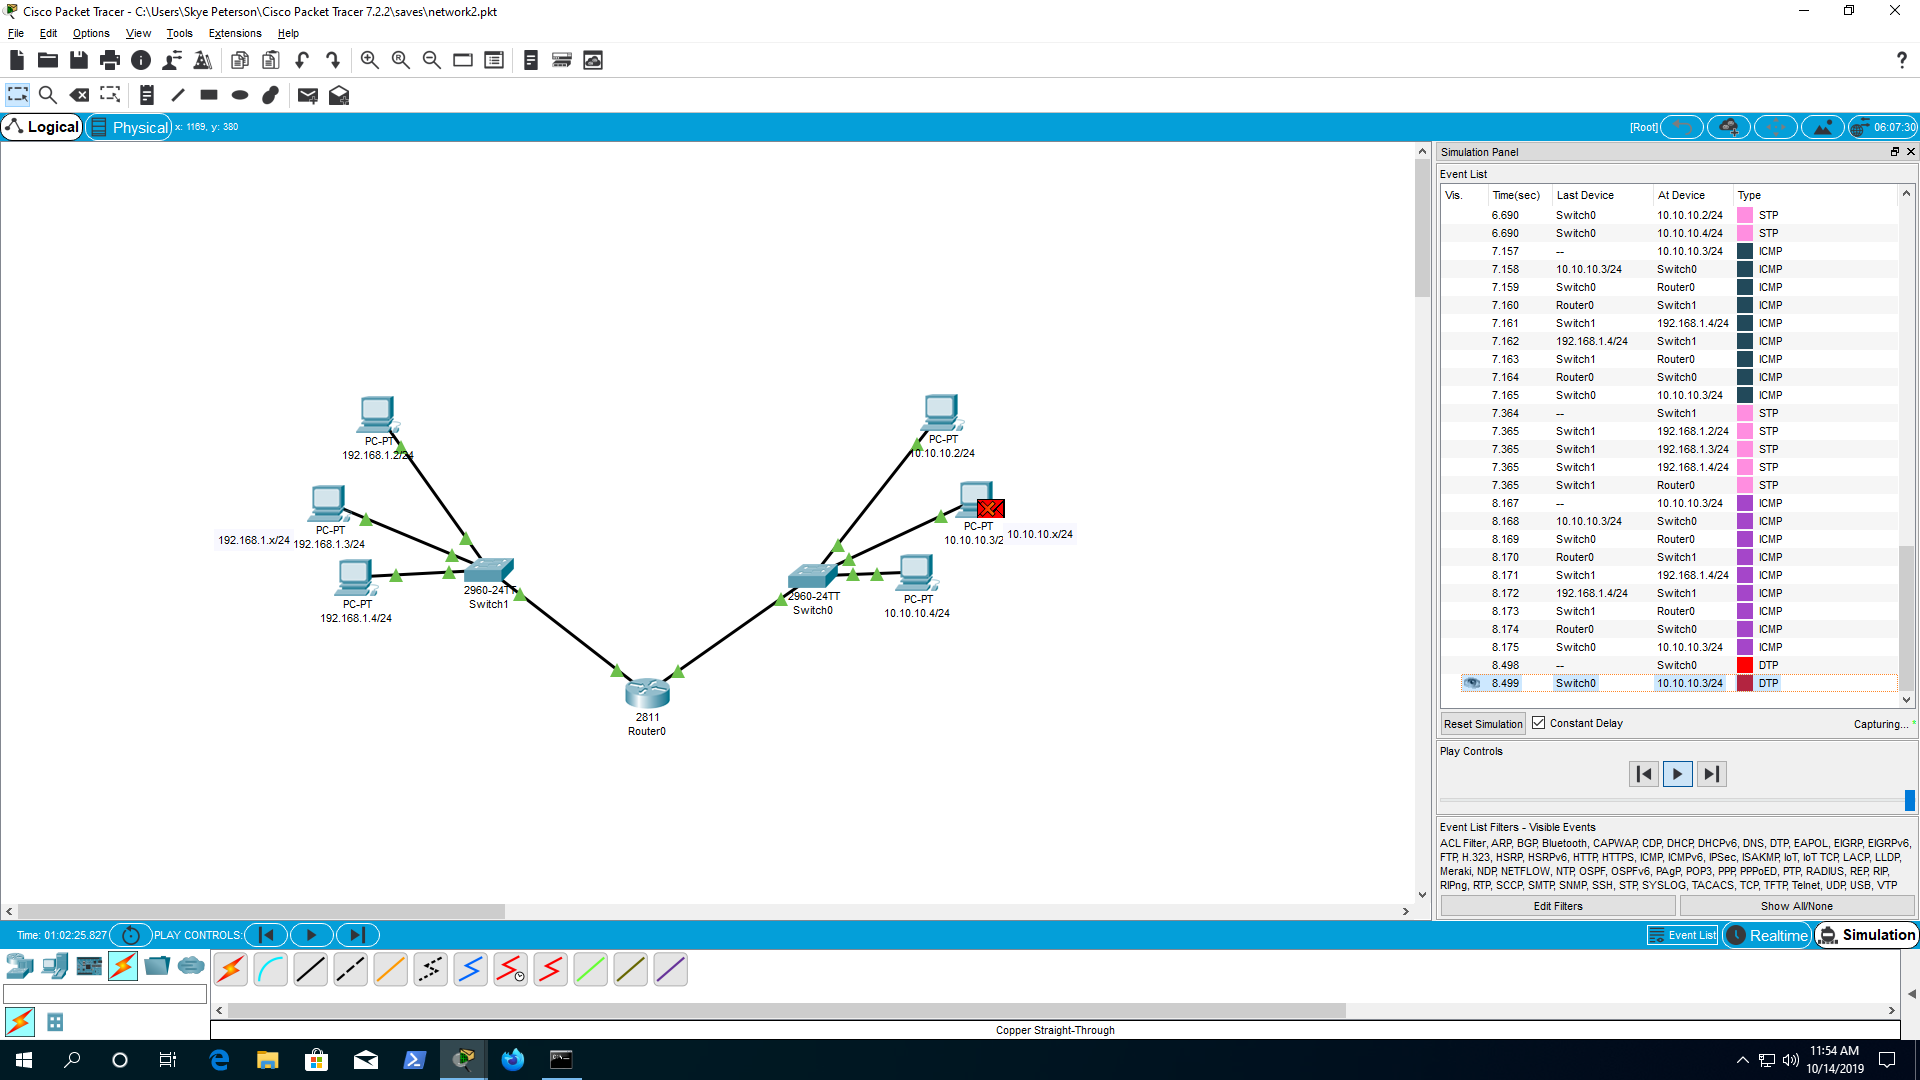 Cisco Packet Tracer - C:\Users\Skye Peterson\Cisco Packet Tracer 7.2.2\saves\network2.pkt
File Edit Options View Tools Extensions Help
Logical Physical x: 1169, y: 380 [Root] 06:07:30
PC-PT
192.168.1.2/24
PC-PT
192.168.1.3/24
192.168.1.x/24
PC-PT
192.168.1.4/24
2960-24TT
Switch1
PC-PT
10.10.10.2/24
PC-PT
10.10.10.3/2
10.10.10.x/24
PC-PT
10.10.10.4/24
2960-24TT
Switch0
2811
Router0
Simulation Panel
Event List
Vis. Time(sec) Last Device At Device Type
6.690 Switch0 10.10.10.2/24 STP
6.690 Switch0 10.10.10.4/24 STP
7.157 -- 10.10.10.3/24 ICMP
7.158 10.10.10.3/24 Switch0 ICMP
7.159 Switch0 Router0 ICMP
7.160 Router0 Switch1 ICMP
7.161 Switch1 192.168.1.4/24 ICMP
7.162 192.168.1.4/24 Switch1 ICMP
7.163 Switch1 Router0 ICMP
7.164 Router0 Switch0 ICMP
7.165 Switch0 10.10.10.3/24 ICMP
7.364 -- Switch1 STP
7.365 Switch1 192.168.1.2/24 STP
7.365 Switch1 192.168.1.3/24 STP
7.365 Switch1 192.168.1.4/24 STP
7.365 Switch1 Router0 STP
8.167 -- 10.10.10.3/24 ICMP
8.168 10.10.10.3/24 Switch0 ICMP
8.169 Switch0 Router0 ICMP
8.170 Router0 Switch1 ICMP
8.171 Switch1 192.168.1.4/24 ICMP
8.172 192.168.1.4/24 Switch1 ICMP
8.173 Switch1 Router0 ICMP
8.174 Router0 Switch0 ICMP
8.175 Switch0 10.10.10.3/24 ICMP
8.498 -- Switch0 DTP
8.499 Switch0 10.10.10.3/24 DTP
Reset Simulation Constant Delay Capturing... *
Play Controls
Event List Filters - Visible Events
ACL Filter, ARP, BGP, Bluetooth, CAPWAP, CDP, DHCP, DHCPv6, DNS, DTP, EAPOL, EIGRP, EIGRPv6,
FTP, H.323, HSRP, HSRPv6, HTTP, HTTPS, ICMP, ICMPv6, IPSec, ISAKMP, IoT, IoT TCP, LACP, LLDP,
Meraki, NDP, NETFLOW, NTP, OSPF, OSPFv6, PAgP, POP3, PPP, PPPoED, PTP, RADIUS, REP, RIP,
RIPng, RTP, SCCP, SMTP, SNMP, SSH, STP, SYSLOG, TACACS, TCP, TFTP, Telnet, UDP, USB, VTP
Edit Filters Show All/None
Time: 01:02:25.827 PLAY CONTROLS: Event List Realtime Simulation
Copper Straight-Through
11:54 AM
10/14/2019